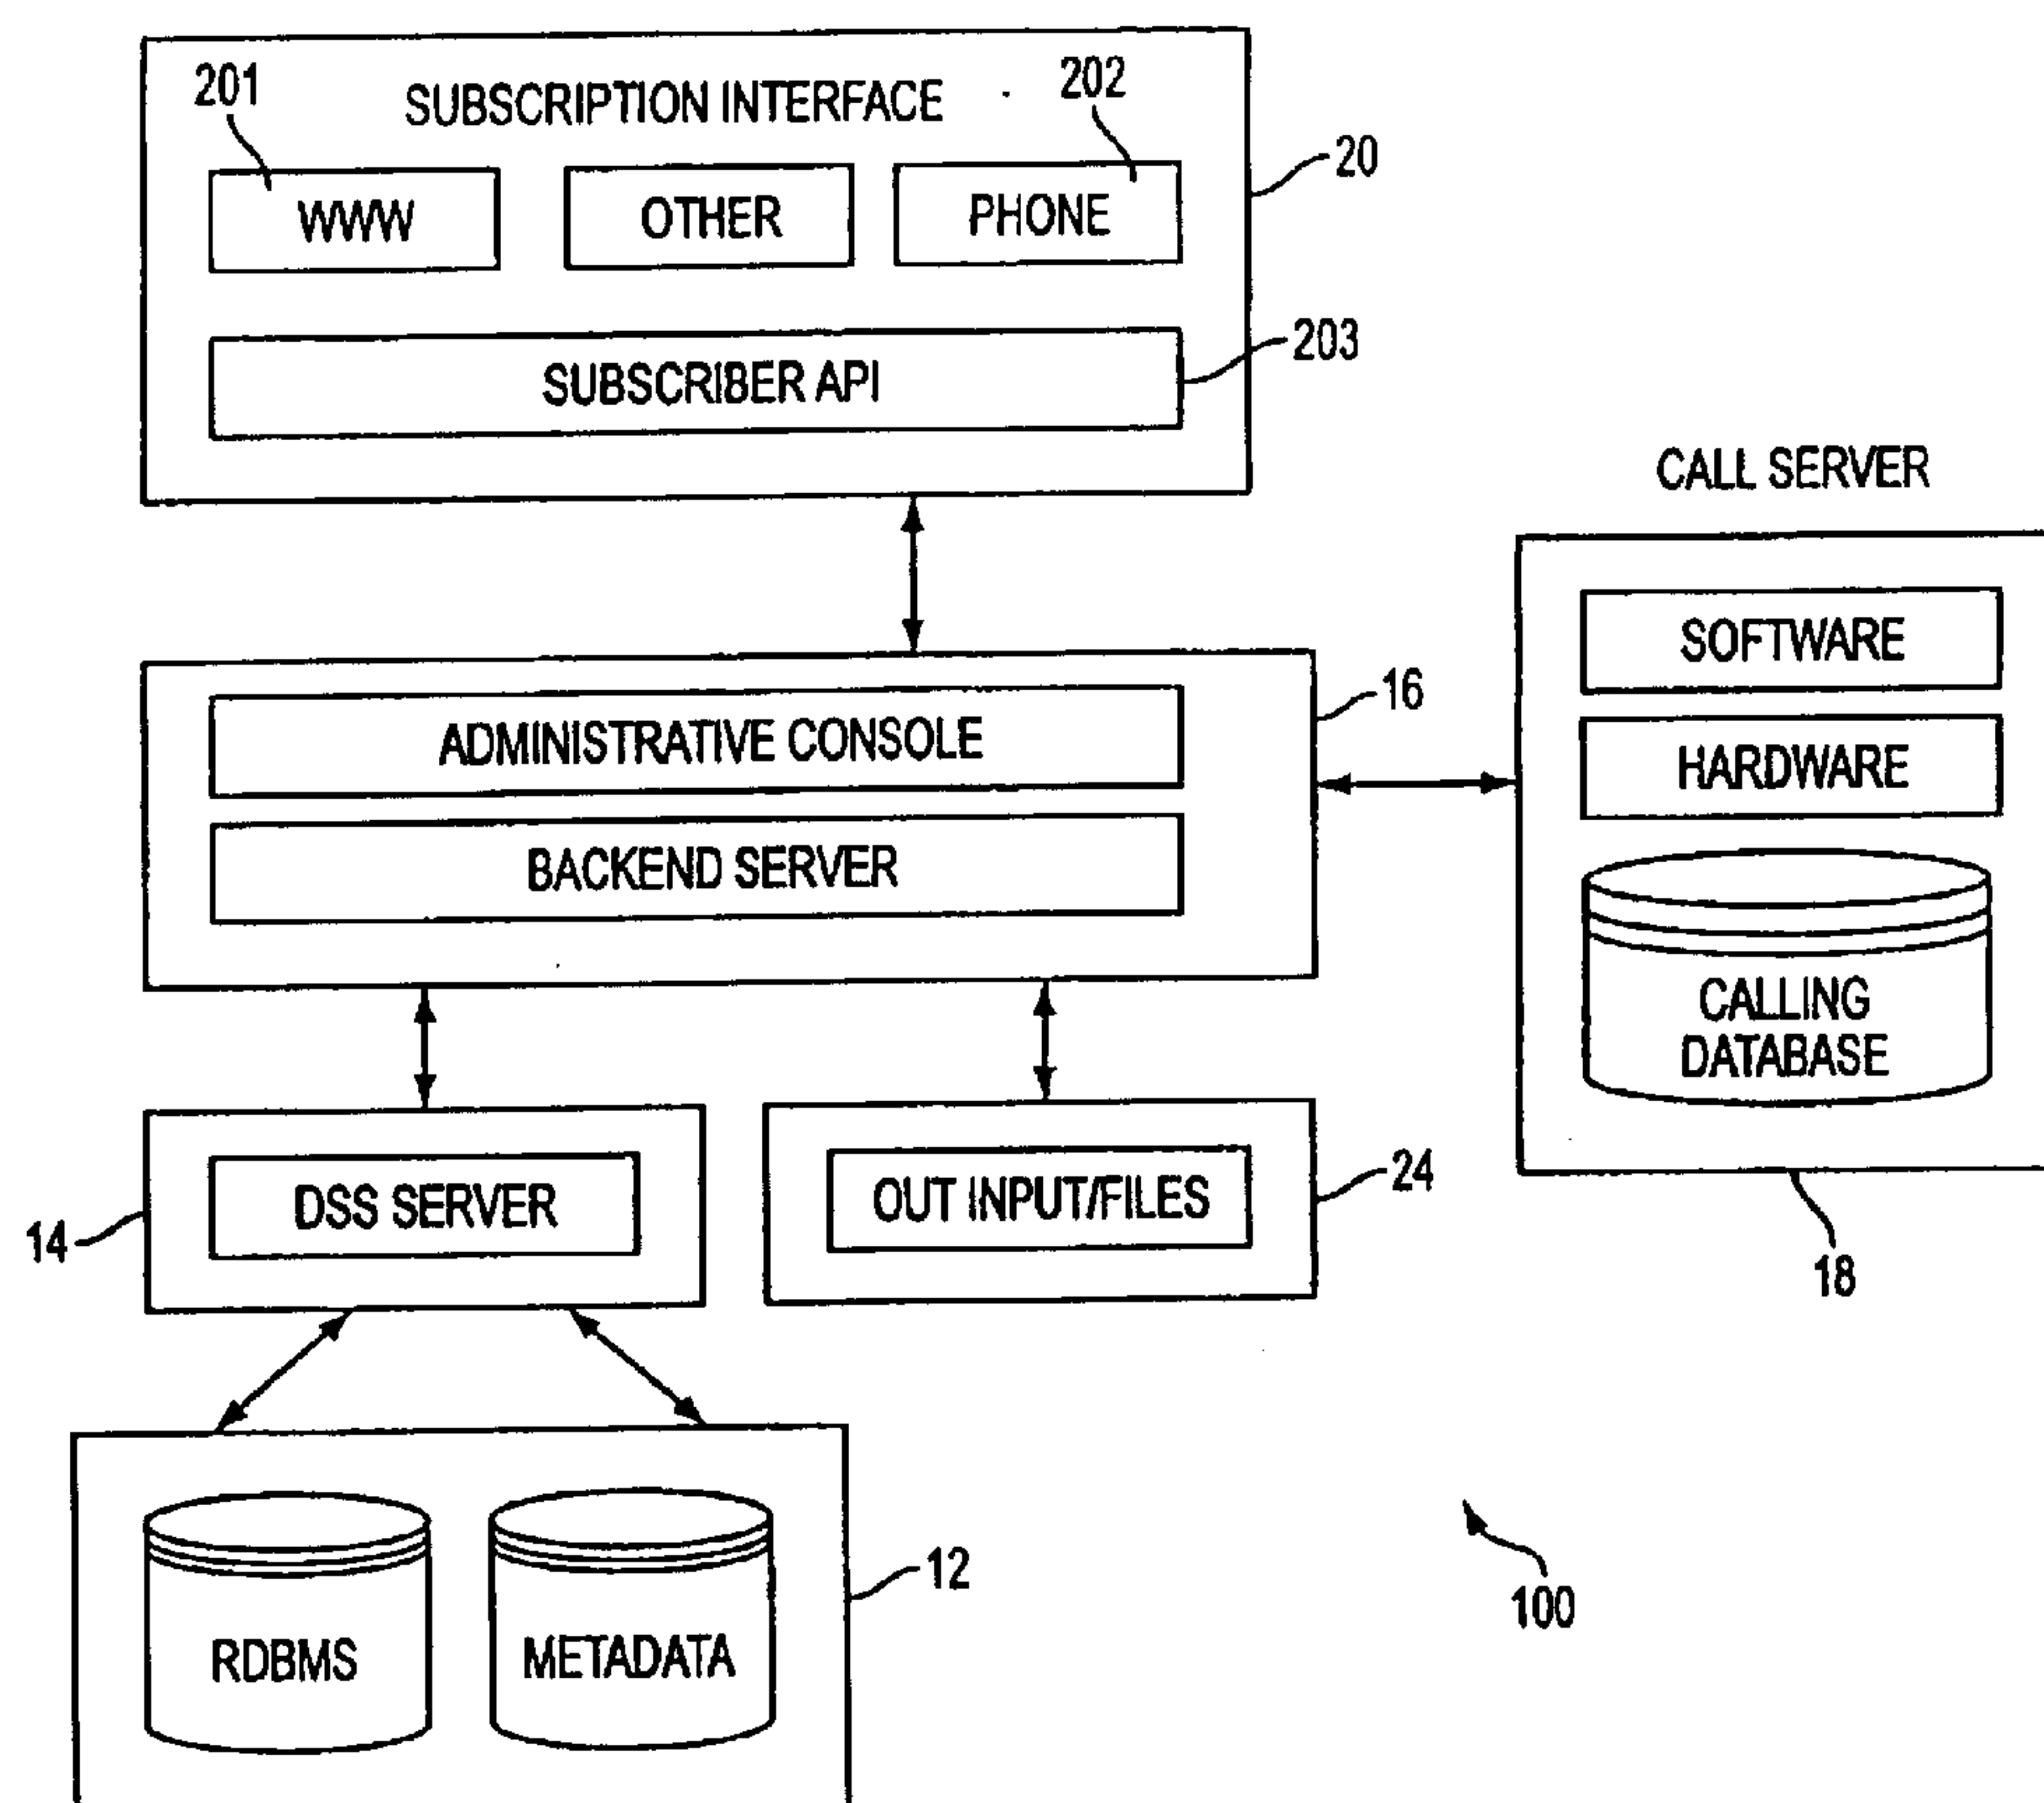 201
SUBSCRIPTION INTERFACE
202
20
WWW
OTHER
PHONE
203
SUBSCRIBER API
CALL SERVER
16
SOFTWARE
ADMINISTRATIVE CONSOLE
HARDWARE
BACKEND SERVER
CALLING
DATABASE
14
DSS SERVER
OUT INPUT/FILES
24
18
12
RDBMS
METADATA
100